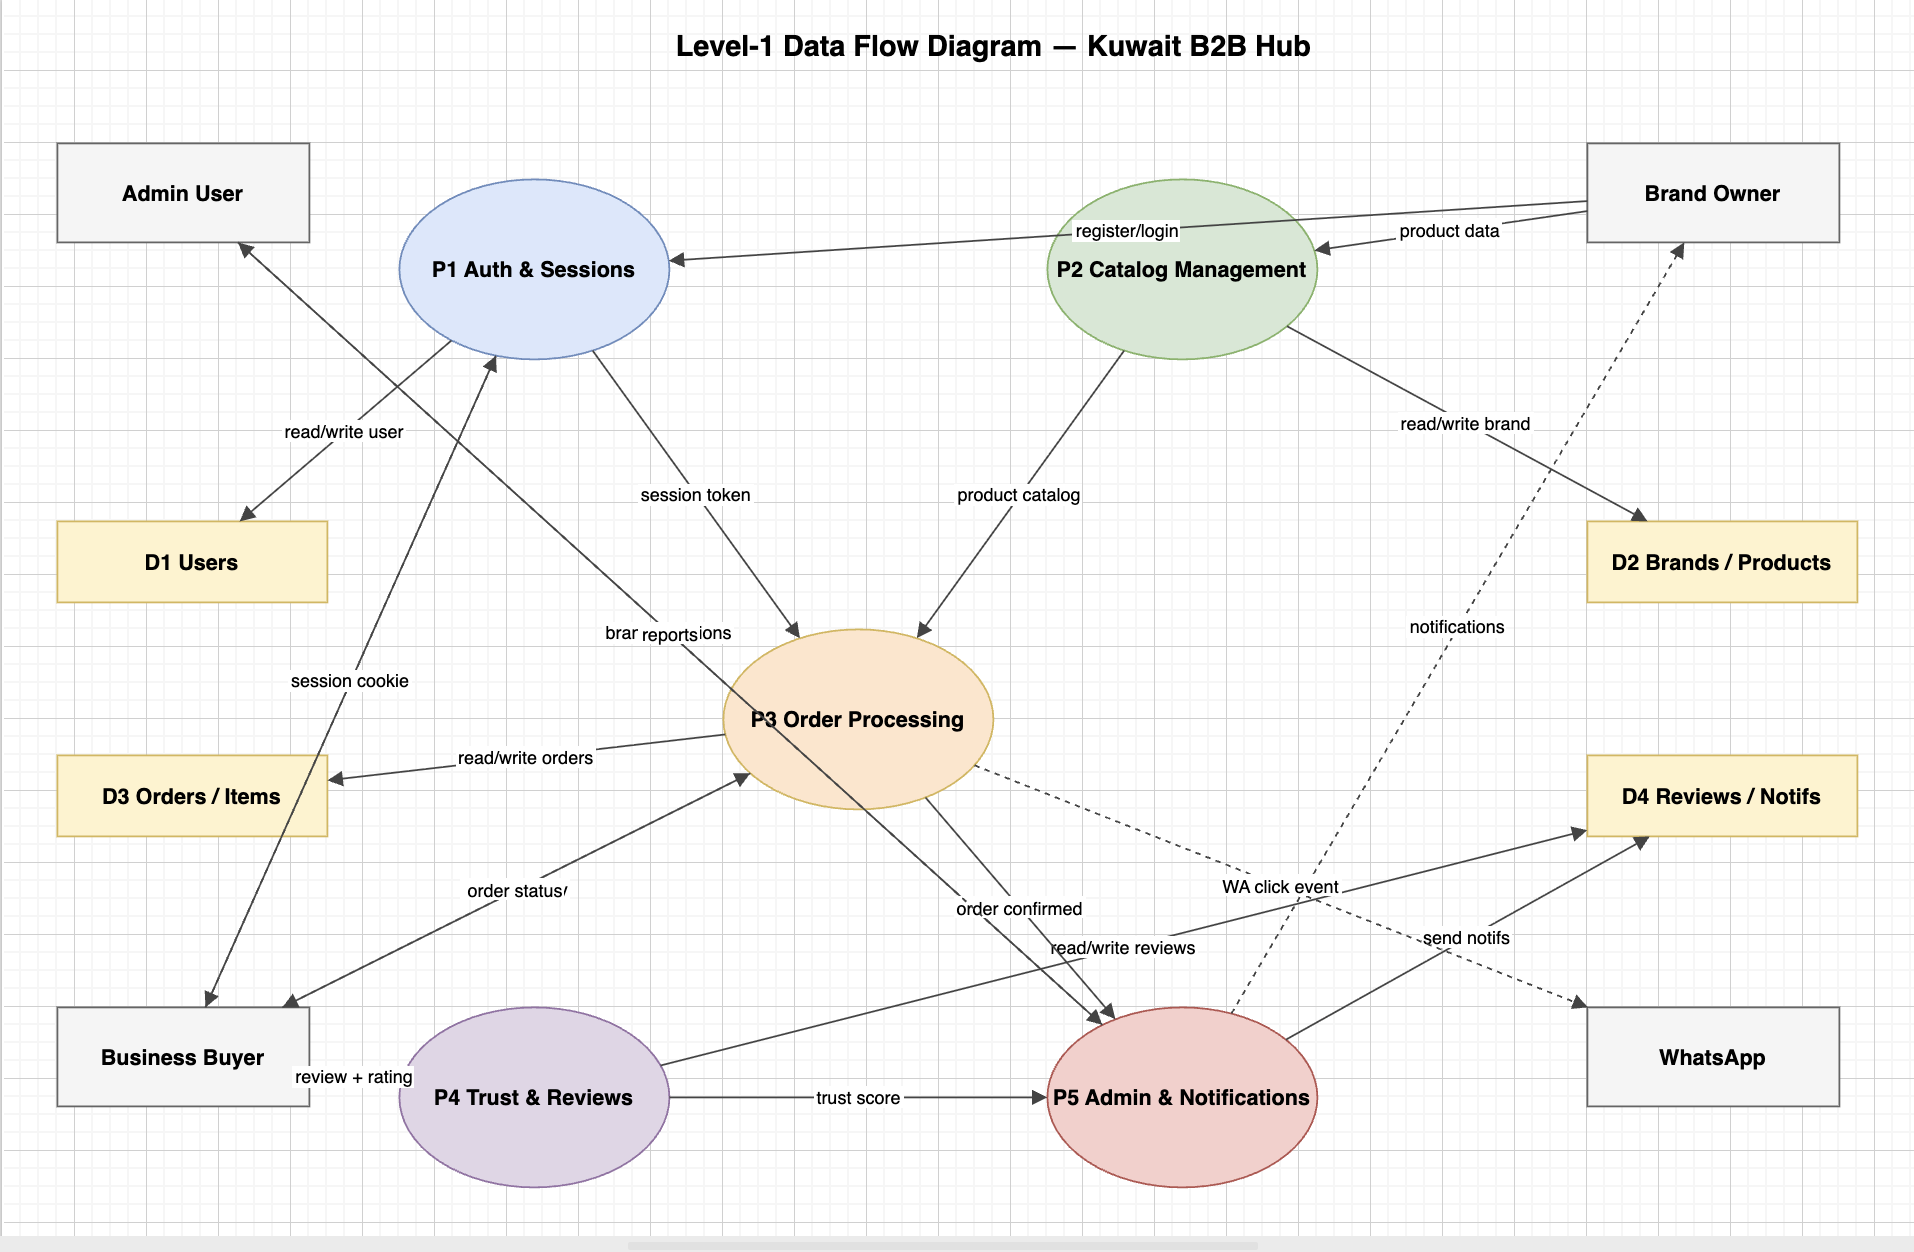 Level-1 Data Flow Diagram — Kuwait B2B Hub
Admin User
Brand Owner
register/login
product data
P1 Auth & Sessions
P2 Catalog Management
read/write brand
read/write user
session token
product catalog
D1 Users
D2 Brands / Products
notifications
reports
session cookie
P3 Order Processing
read/write orders
D3 Orders / Items
D4 Reviews / Notifs
WA click event
order status
order confirmed
send notifs
read/write reviews
Business Buyer
WhatsApp
review + rating
P4 Trust & Reviews
trust score
P5 Admin & Notifications